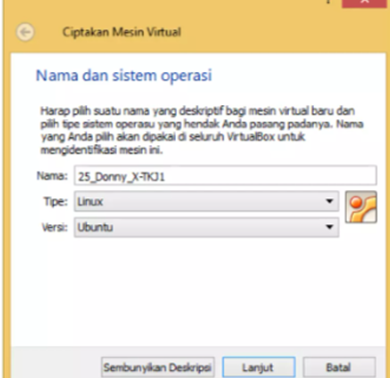 Ciptakan Mesin Virtual
Nama dan sistem operasi
Harap pilih suatu nama yang deskriptif bagi mesin virtual baru dan
pilih tipe sistem operasu yang hendak Anda pasang padanya. Nama
yang Anda pilih akan dipakai di seluruh VirtualBox untuk
mengidentifikasi mesin ini.
Nama: 25_Donny_X-TKJ1
Tipe: Linux
Versi: Ubuntu
Sembunyikan Deskripsi Lanjut Batal